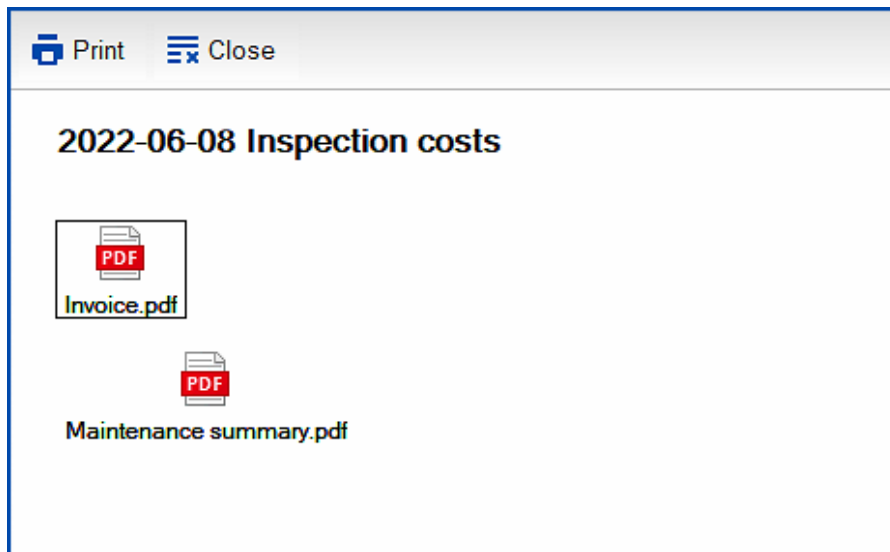 Print Close
2022-06-08 Inspection costs
PDF
Invoice.pdf
PDF
Maintenance summary.pdf